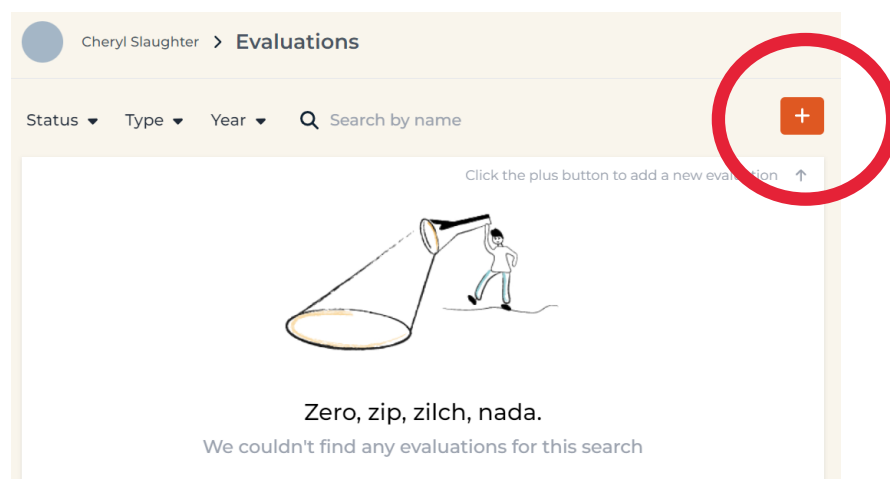 Cheryl Slaughter > Evaluations
Status Type Year Search by name
+
Click the plus button to add a new evaluation ↑
Zero, zip, zilch, nada.
We couldn't find any evaluations for this search